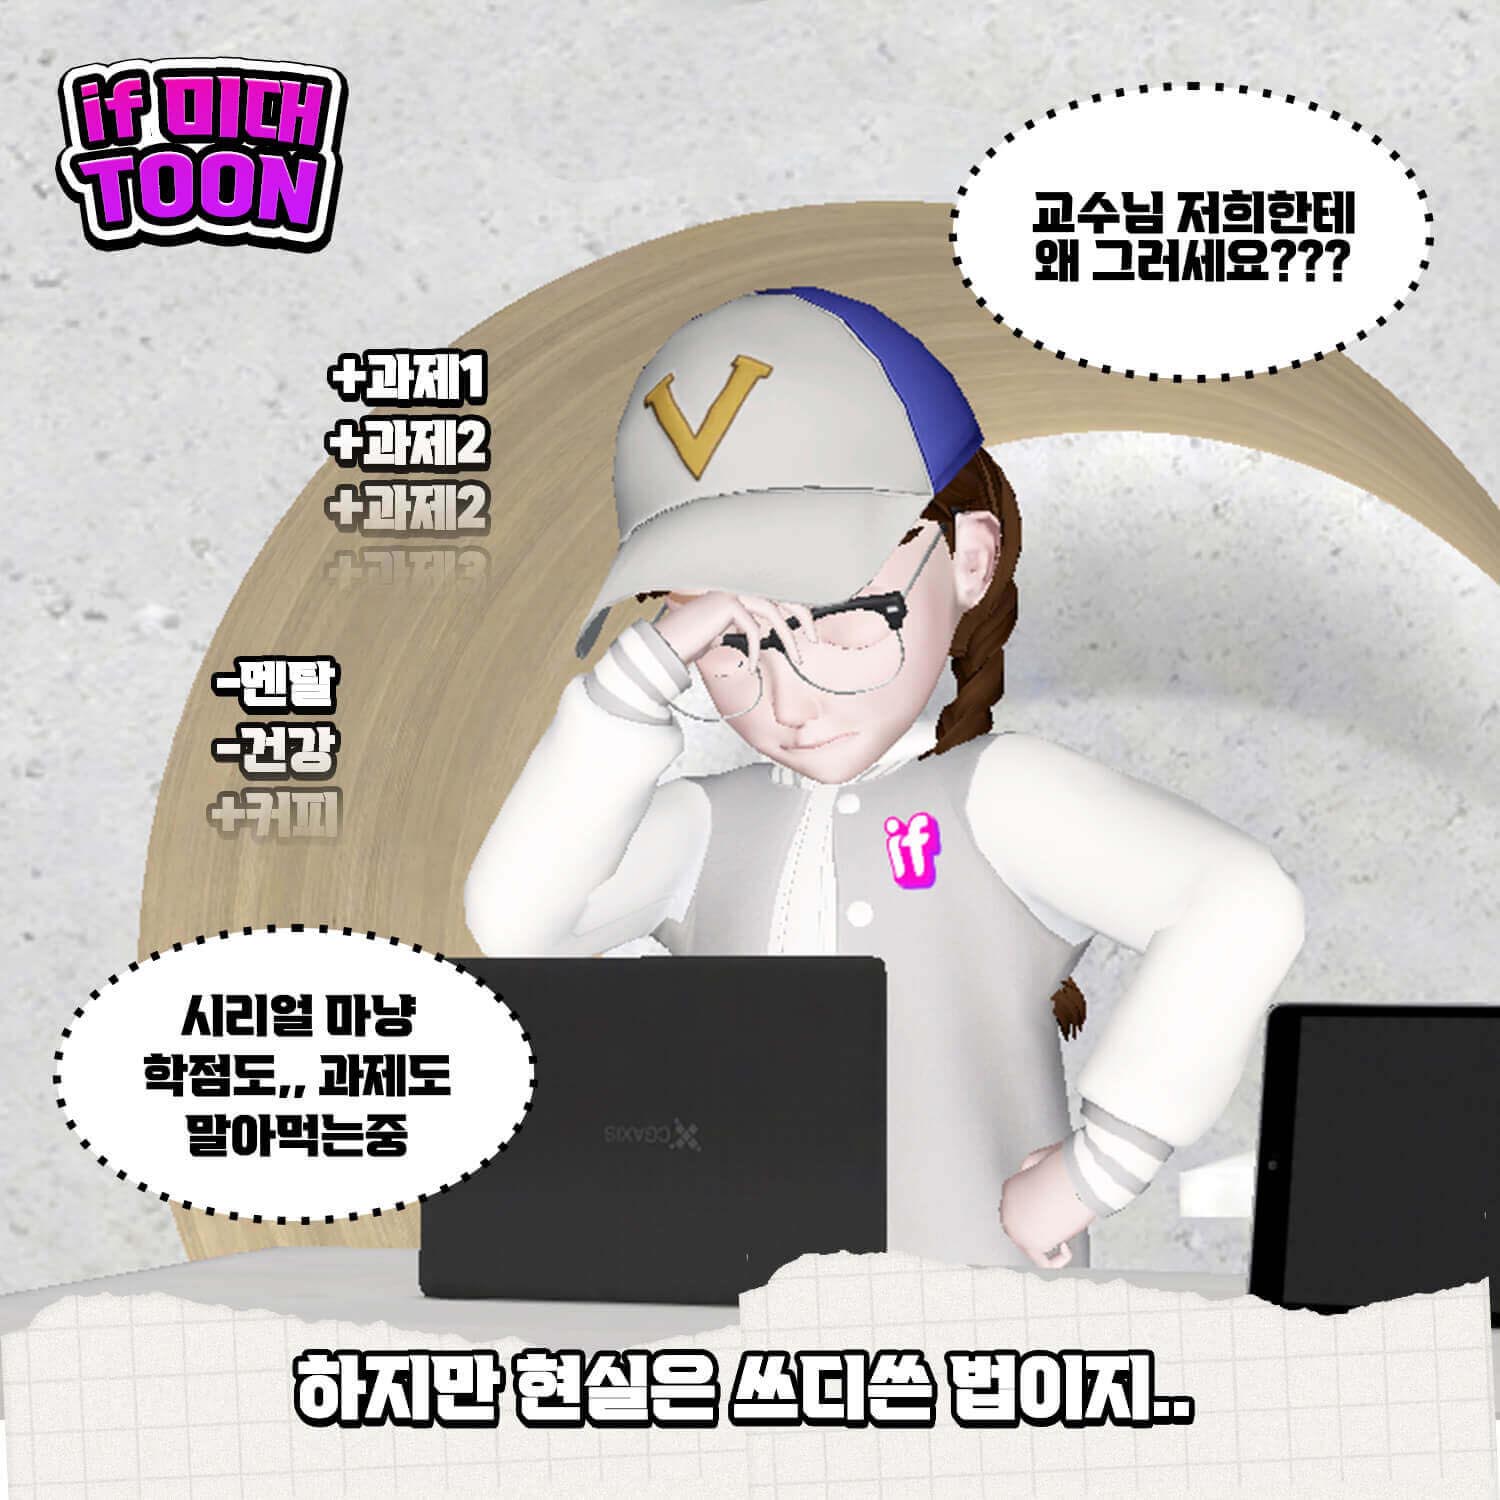 if 미대
TOON
교수님 저희한테
왜 그러세요???
+과제1
+과제2
+과제2
+과제3
V
-멘탈
-건강
+커피
if
시리얼 마냥
학점도,, 과제도
말아먹는중
CGAXIS
하지만 현실은 쓰디쓴 법이지..